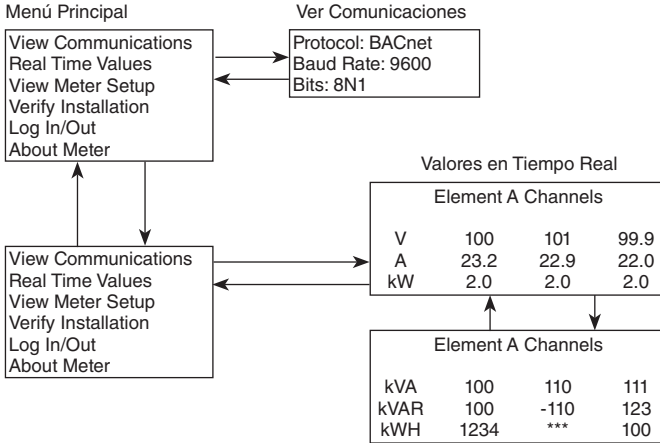 Menú Principal
View Communications
Real Time Values
View Meter Setup
Verify Installation
Log In/Out
About Meter
Ver Comunicaciones
Protocol: BACnet
Baud Rate: 9600
Bits: 8N1
View Communications
Real Time Values
View Meter Setup
Verify Installation
Log In/Out
About Meter
Valores en Tiempo Real
Element A Channels
V 100 101 99.9
A 23.2 22.9 22.0
kW 2.0 2.0 2.0
Element A Channels
kVA 100 110 111
kVAR 100 -110 123
kWH 1234 *** 100